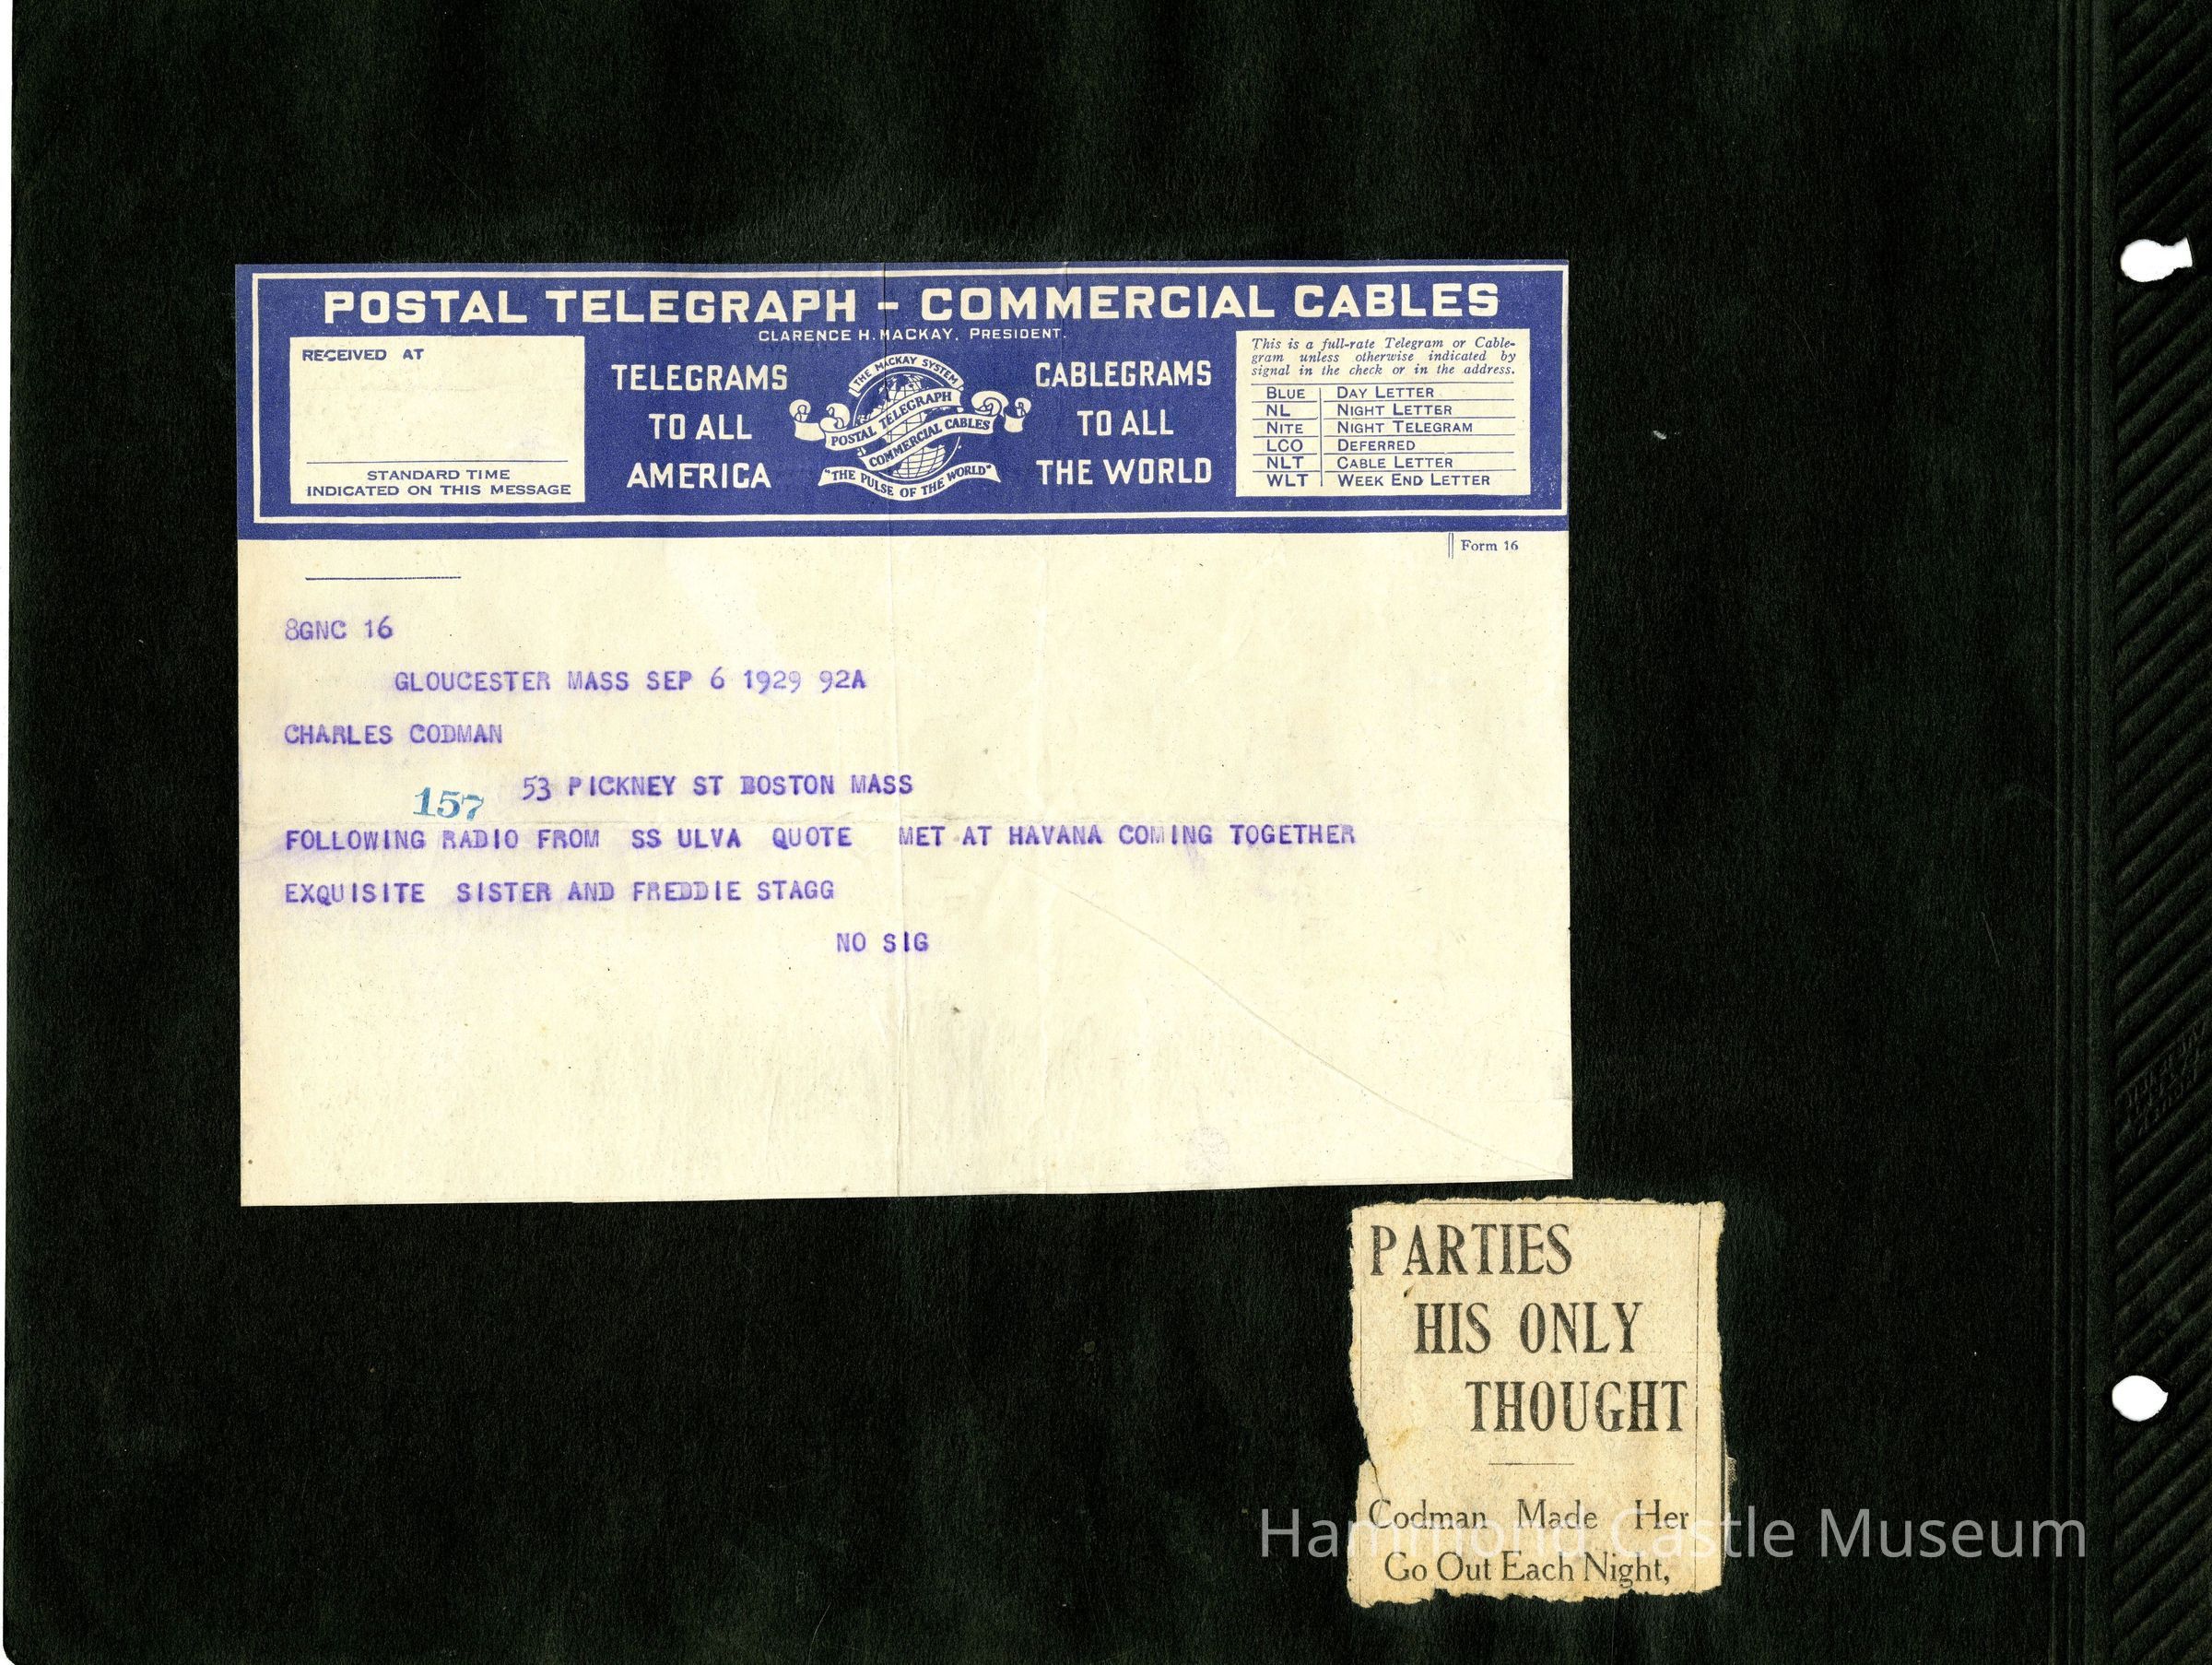 POSTAL TELEGRAPH - COMMERCIAL CABLES
CLARENCE H. MACKAY, PRESIDENT.
RECEIVED AT
STANDARD TIME
INDICATED ON THIS MESSAGE
TELEGRAMS
TO ALL
AMERICA
THE MACKAY SYSTEM
POSTAL TELEGRAPH
COMMERCIAL CABLES
"THE PULSE OF THE WORLD"
CABLEGRAMS
TO ALL
THE WORLD
This is a full-rate Telegram or Cable-
gram unless otherwise indicated by
signal in the check or in the address.
BLUE DAY LETTER
NL NIGHT LETTER
NITE NIGHT TELEGRAM
LCO DEFERRED
NLT CABLE LETTER
WLT WEEK END LETTER
Form 16
8GNC 16
GLOUCESTER MASS SEP 6 1929 92A
CHARLES CODMAN
53 PICKNEY ST BOSTON MASS
157
FOLLOWING RADIO FROM SS ULVA QUOTE MET AT HAVANA COMING TOGETHER
EXQUISITE SISTER AND FREDDIE STAGG
NO SIG
PARTIES
HIS ONLY
THOUGHT
Codman Made Her
Go Out Each Night,
Hammond Castle Museum